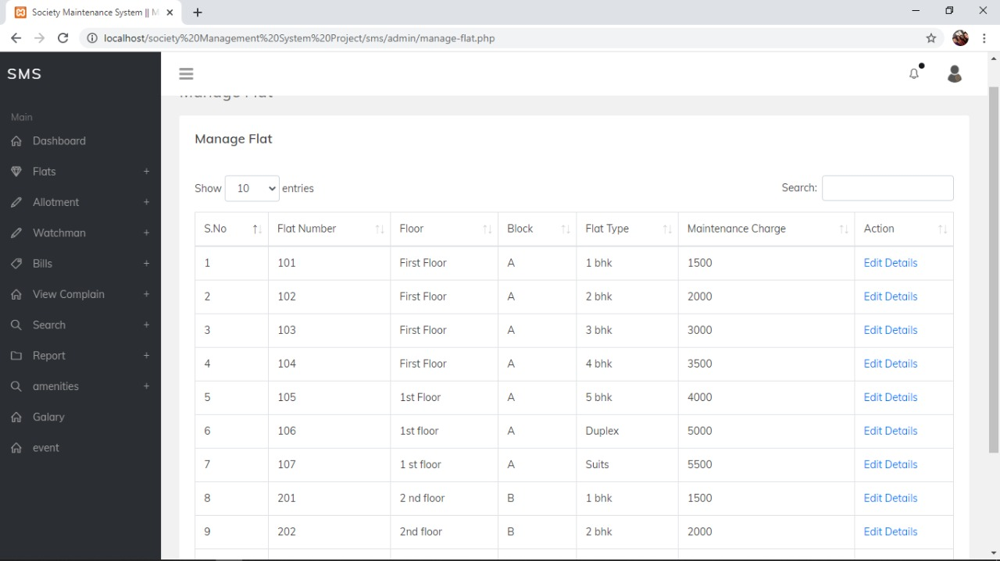 Society Maintenance System || M
localhost/society%20Management%20System%20Project/sms/admin/manage-flat.php
SMS
Main
Dashboard
Flats +
Allotment +
Watchman +
Bills +
View Complain +
Search +
Report +
amenities +
Galary
event
Manage Flat
Manage Flat
Show 10 entries
Search:
S.No Flat Number Floor Block Flat Type Maintenance Charge Action
1 101 First Floor A 1 bhk 1500 Edit Details
2 102 First Floor A 2 bhk 2000 Edit Details
3 103 First Floor A 3 bhk 3000 Edit Details
4 104 First Floor A 4 bhk 3500 Edit Details
5 105 1st Floor A 5 bhk 4000 Edit Details
6 106 1st floor A Duplex 5000 Edit Details
7 107 1 st floor A Suits 5500 Edit Details
8 201 2 nd floor B 1 bhk 1500 Edit Details
9 202 2nd floor B 2 bhk 2000 Edit Details